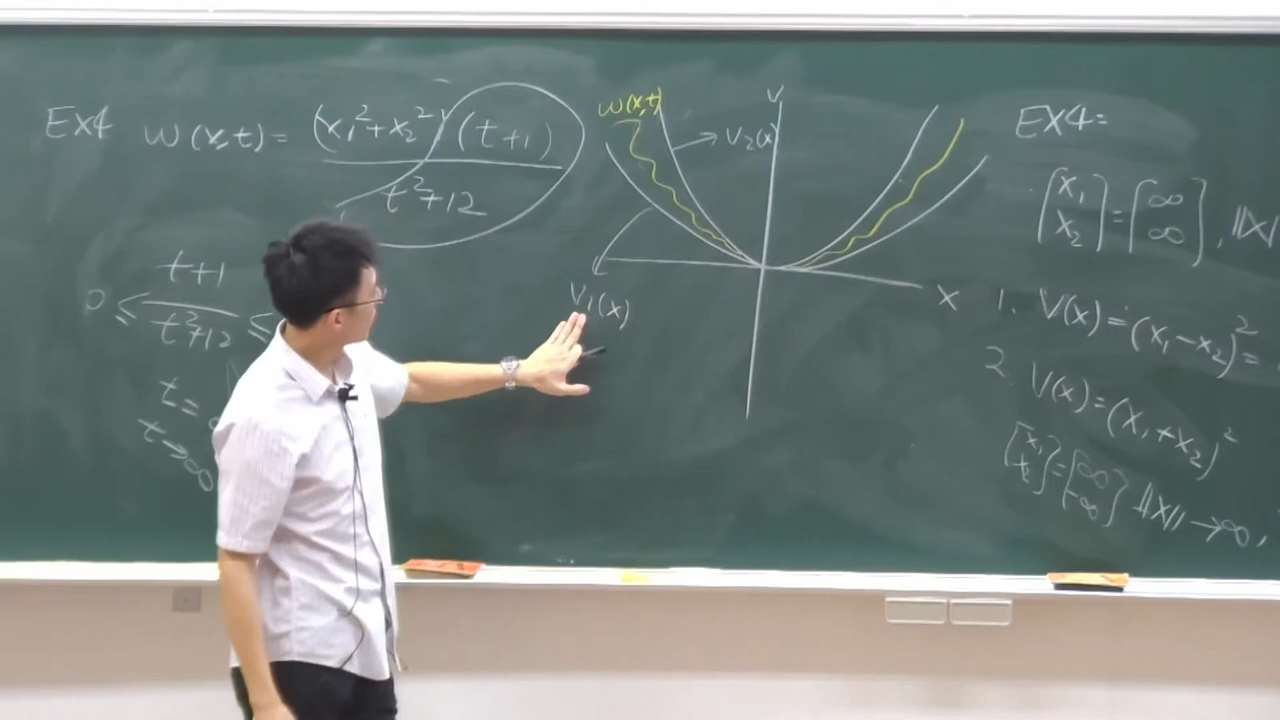 Ex4 w(x,t) = (x₁²+x₂²)(t+1) / t²+12
0 ≤ t+1 / t²+12 ≤
t =
t→∞
w(x,t)
V₂(x)
V
V₁(x)
X
EX4:
[x₁ x₂] = [∞ ∞], ||x||
1. V(x) = (x₁-x₂)² =
2. V(x) = (x₁+x₂)²
[x₁ x₂] = [∞ -∞] ||x|| →∞,